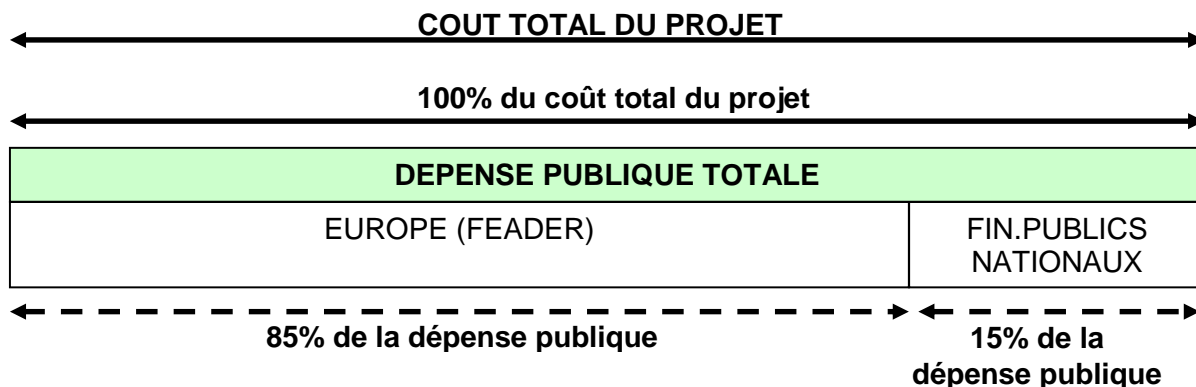 COUT TOTAL DU PROJET
100% du coût total du projet
DEPENSE PUBLIQUE TOTALE
EUROPE (FEADER)
FIN.PUBLICS
NATIONAUX
85% de la dépense publique
15% de la
dépense publique